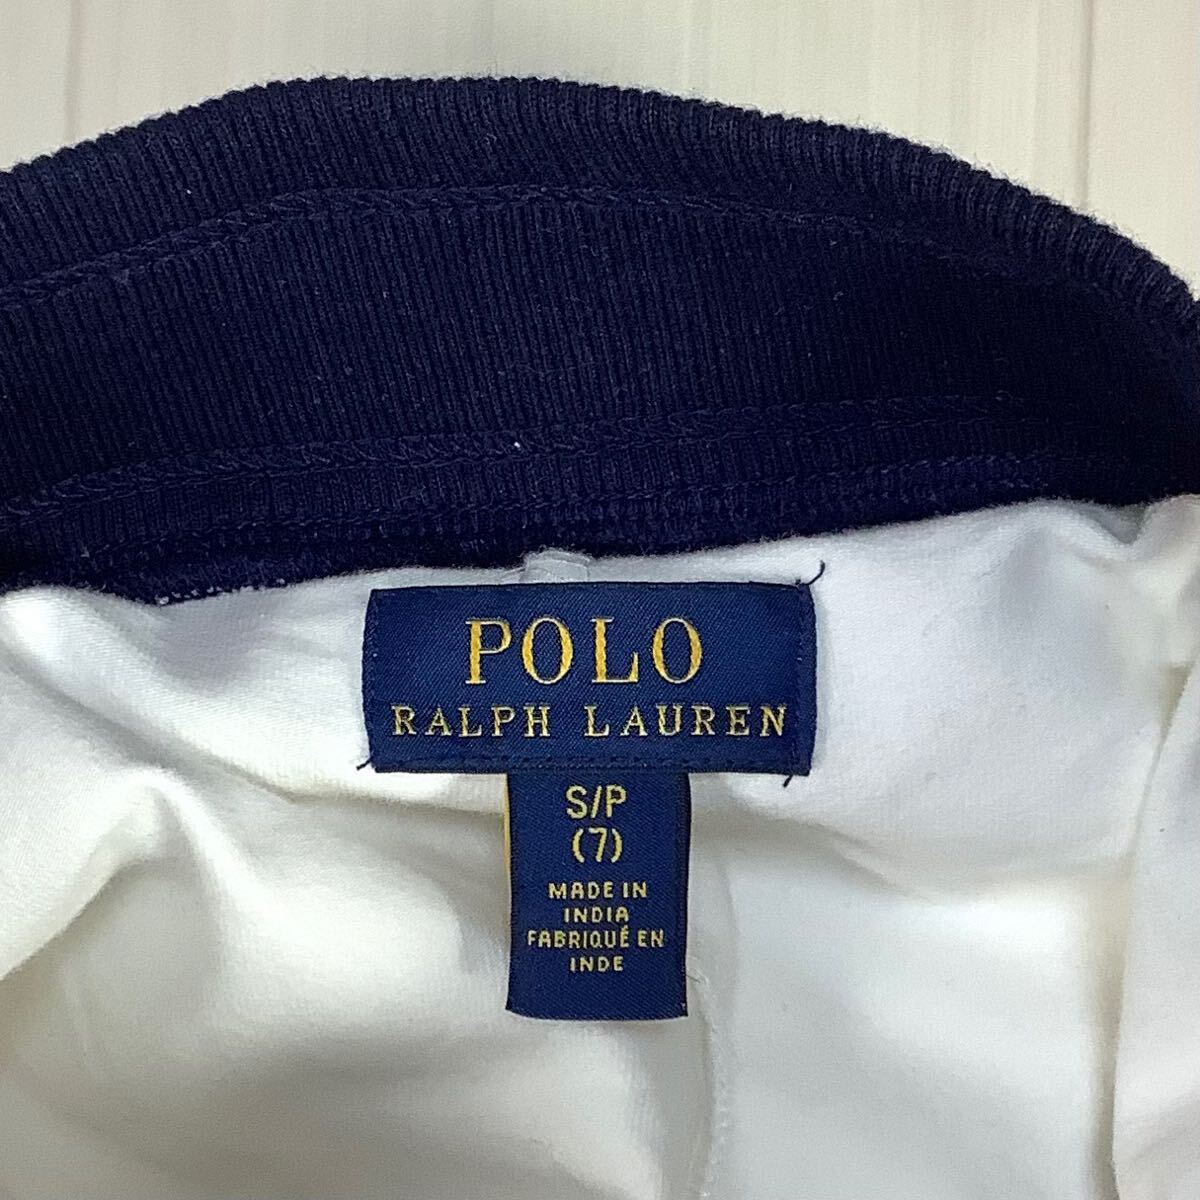 POLO
RALPH LAUREN
S/P
(7)
MADE IN
INDIA
FABRIQUÉ EN
INDE